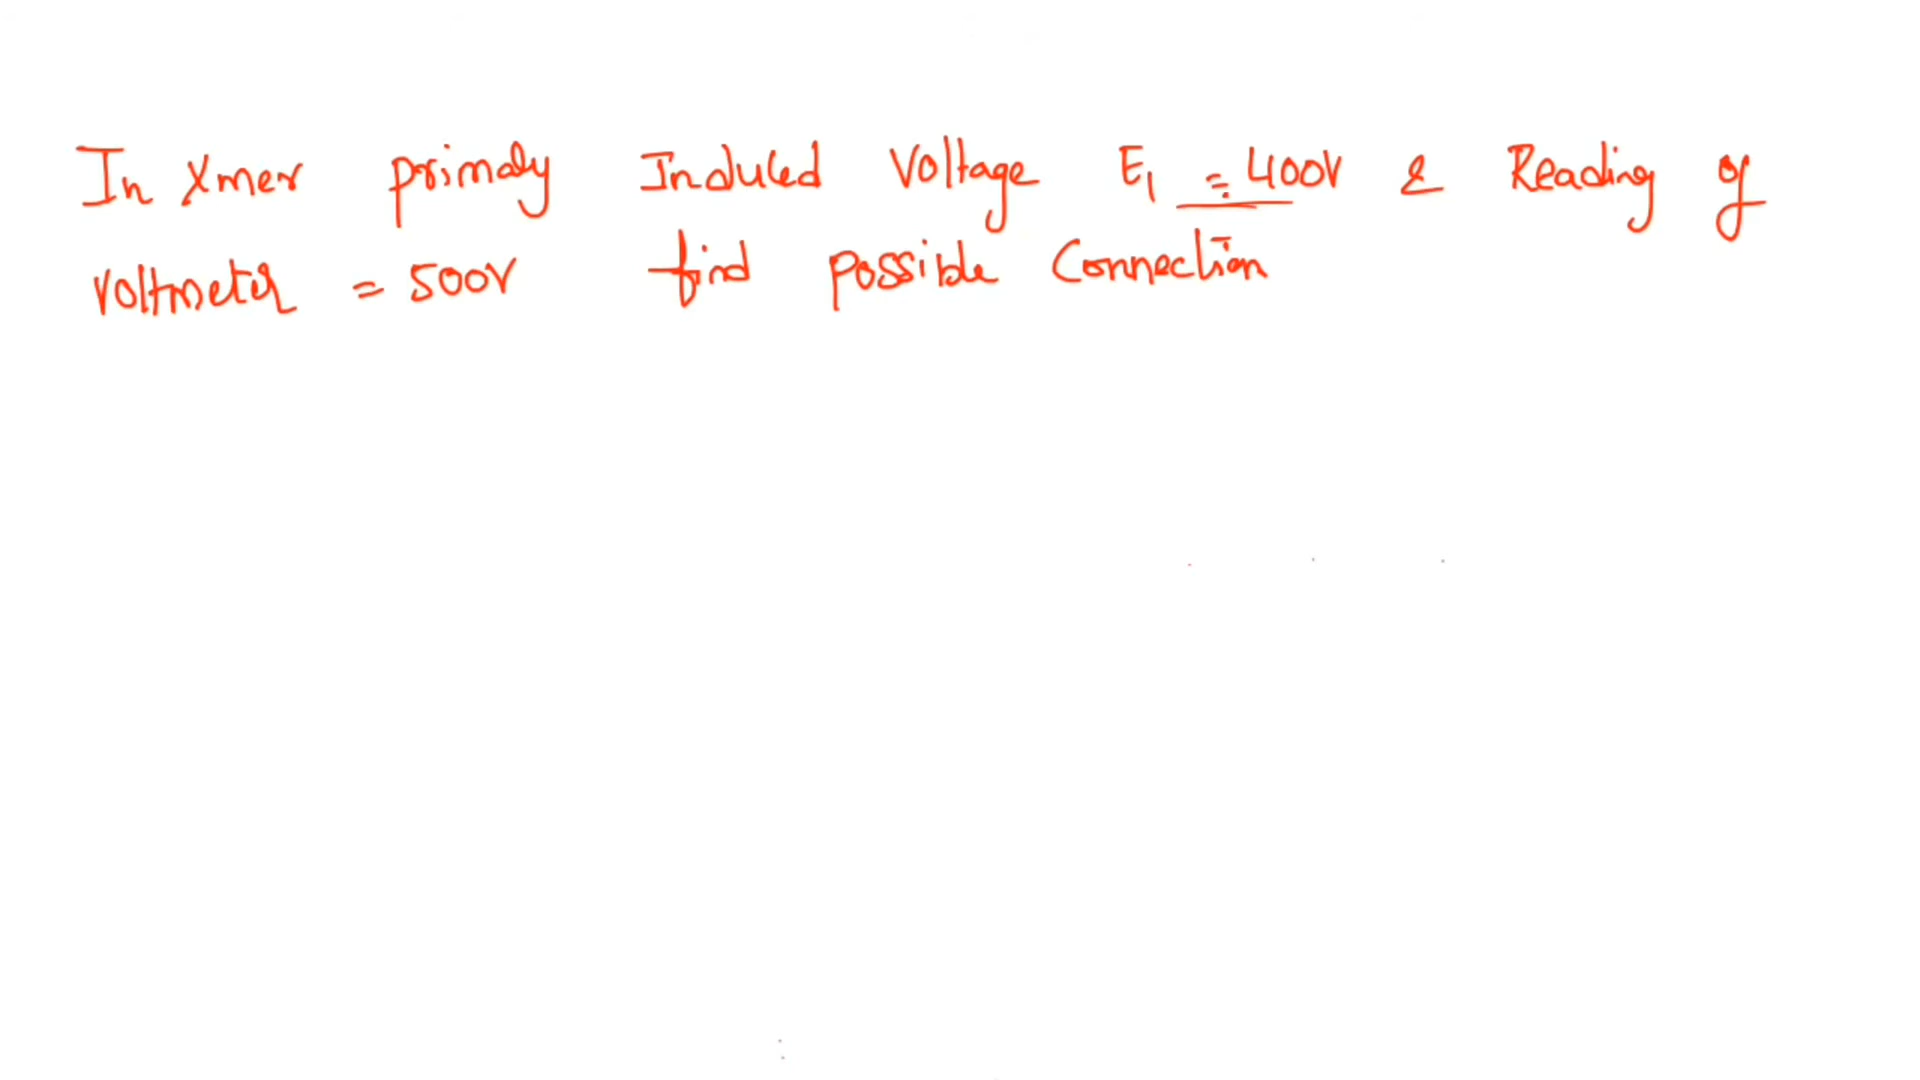 In Xmer primary Induced Voltage E1 = 400V & Reading of
voltmeter = 500V find possible Connection